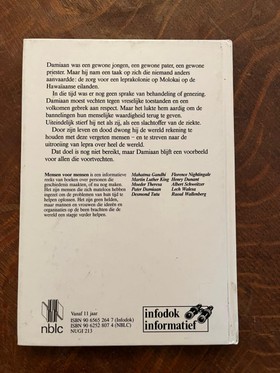 Damiaan was een gewone jongen, een gewone pater, een gewone
priester. Maar hij nam een taak op zich die niemand anders
aanvaardde: de zorg voor een leprakolonie op Molokai op de
Hawaïaanse eilanden.
In die tijd was er nog geen sprake van behandeling of genezing.
Damiaan moest vechten tegen vreselijke toestanden en een
volkomen gebrek aan respect. Maar het lukte hem aardig om de
bannelingen hun menselijke waardigheid terug te geven.
Uiteindelijk stierf hij net als zij, als een slachtoffer van de ziekte.
Door zijn leven en dood dwong hij de wereld rekening te
houden met deze vergeten mensen – en te streven naar de
uitroeiing van lepra over heel de wereld.
Dat doel is nog niet bereikt, maar Damiaan blijft een voorbeeld
voor allen die voortvechten.
Mensen voor mensen is een informatieve
reeks van boeken over personen die
geschiedenis maakten, of nu nog maken.
Het zijn mensen die zich mateloos hebben
ingezet om de problemen van hun tijd te
helpen oplossen. Het zijn geen helden,
maar mannen en vrouwen die ideeën en
organisaties op de been brachten die de
wereld een stapje verder helpen.
Mahatma Gandhi
Martin Luther King
Moeder Theresa
Pater Damiaan
Desmond Tutu
Florence Nightingale
Henry Dunant
Albert Schweitzer
Lech Walesa
Raoul Wallenberg
nblc
Vanaf 11 jaar
ISBN 90 6565 264 7 (Infodok)
ISBN 90 6252 807 4 (NBLC)
NUGI 213
infodok
informatief